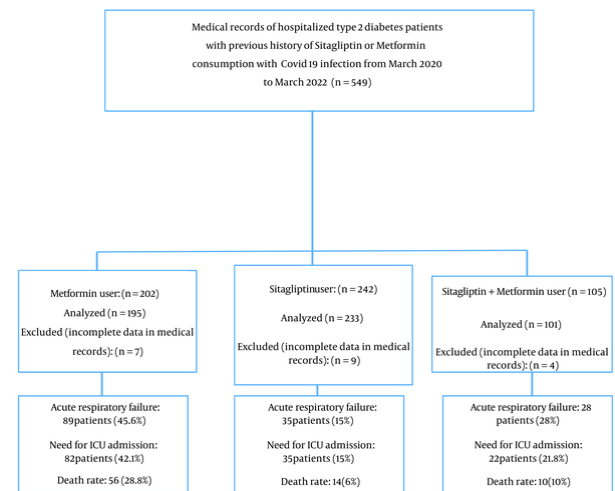 Medical records of hospitalized type 2 diabetes patients
with previous history of Sitagliptin or Metformin
consumption with Covid 19 infection from March 2020
to March 2022 (n = 549)
Metformin user: (n = 202)
Analyzed (n = 195)
Excluded (incomplete data in medical
records): (n = 7)
Sitagliptinuser: (n = 242)
Analyzed (n = 233)
Excluded (incomplete data in medical
records): (n = 9)
Sitagliptin + Metformin user (n = 105)
Analyzed (n = 101)
Excluded (incomplete data in medical
records): (n = 4)
Acute respiratory failure:
89patients (45.6%)
Need for ICU admission:
82patients (42.1%)
Death rate: 56 (28.8%)
Acute respiratory failure:
35patients (15%)
Need for ICU admission:
35patients (15%)
Death rate: 14(6%)
Acute respiratory failure: 28
patients (28%)
Need for ICU admission:
22patients (21.8%)
Death rate: 10(10%)